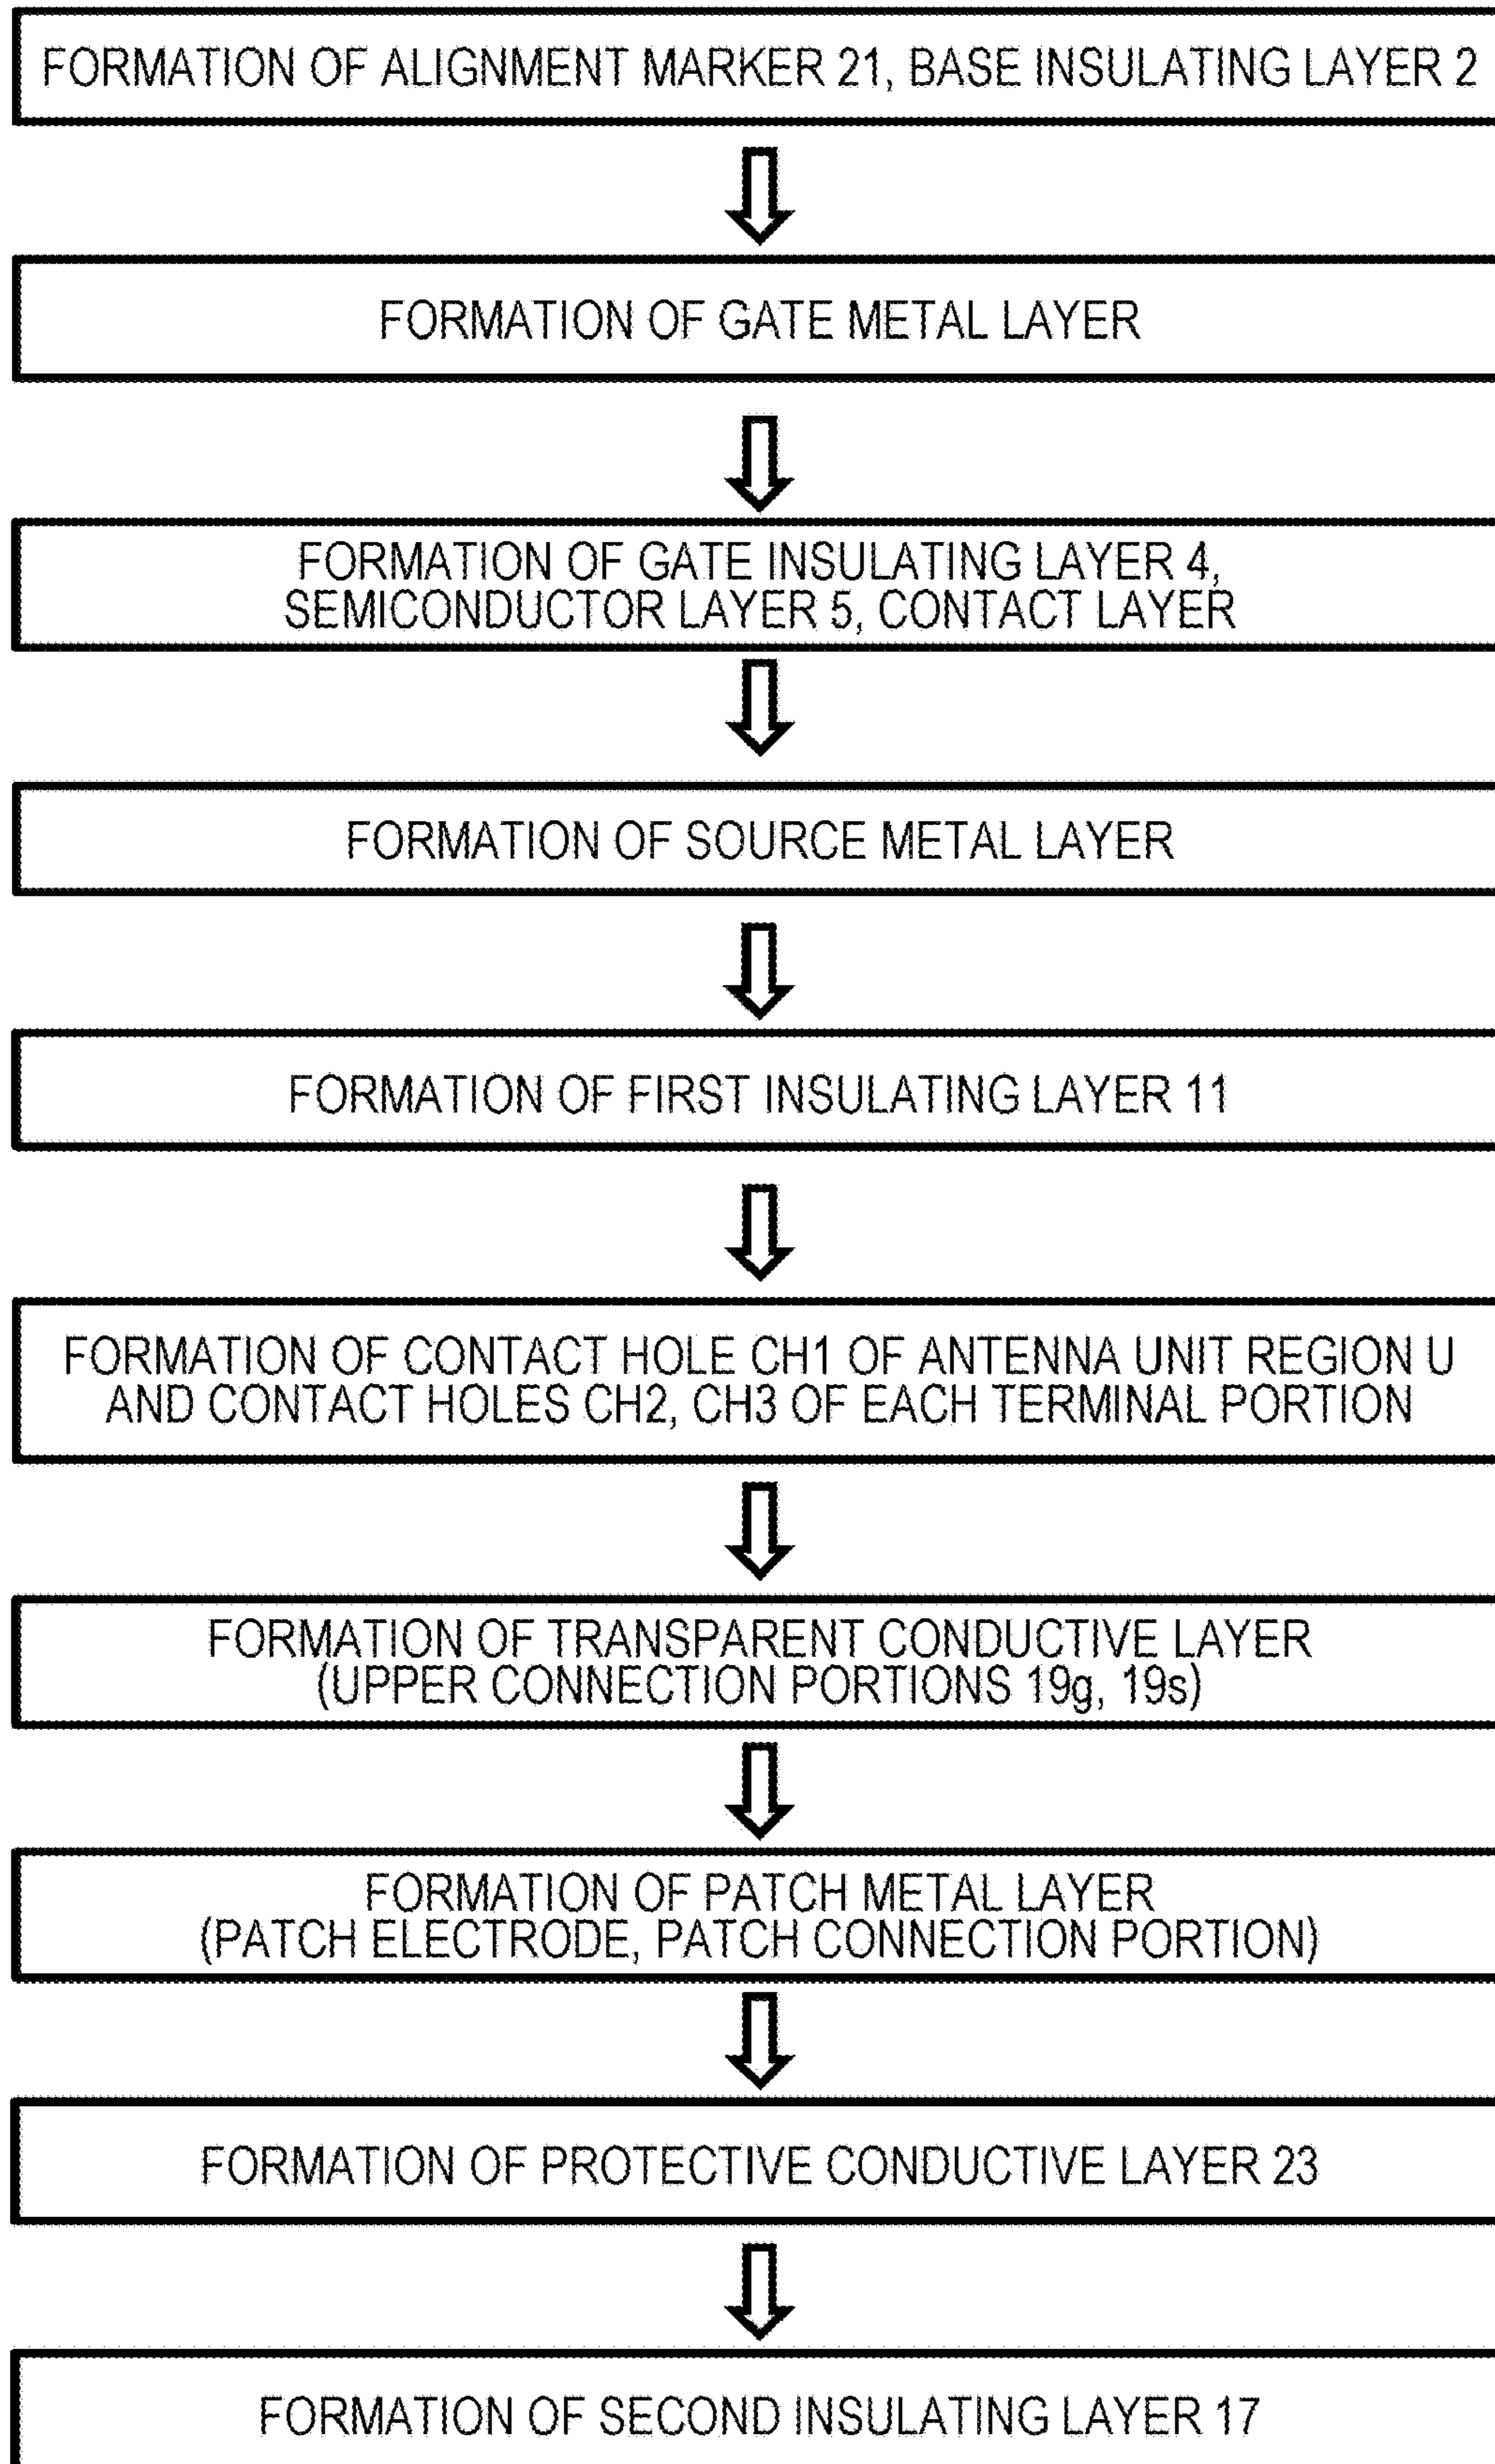 FORMATION OF ALIGNMENT MARKER 21, BASE INSULATING LAYER 2
FORMATION OF GATE METAL LAYER
FORMATION OF GATE INSULATING LAYER 4,
SEMICONDUCTOR LAYER 5, CONTACT LAYER
FORMATION OF SOURCE METAL LAYER
FORMATION OF FIRST INSULATING LAYER 11
FORMATION OF CONTACT HOLE CH1 OF ANTENNA UNIT REGION U
AND CONTACT HOLES CH2, CH3 OF EACH TERMINAL PORTION
FORMATION OF TRANSPARENT CONDUCTIVE LAYER
(UPPER CONNECTION PORTIONS 19g, 19s)
FORMATION OF PATCH METAL LAYER
(PATCH ELECTRODE, PATCH CONNECTION PORTION)
FORMATION OF PROTECTIVE CONDUCTIVE LAYER 23
FORMATION OF SECOND INSULATING LAYER 17